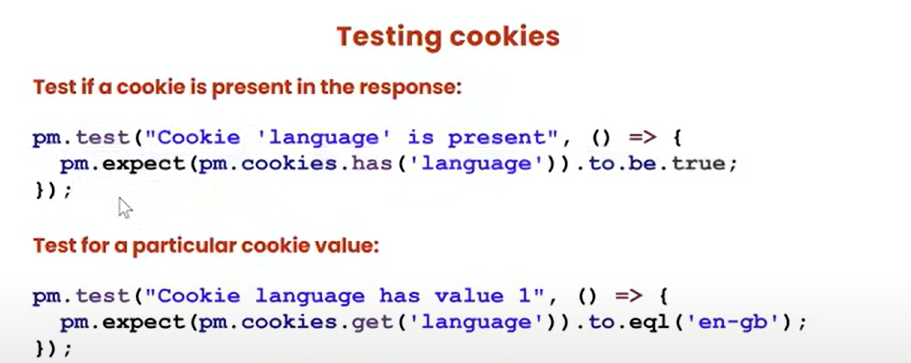 Testing cookies
Test if a cookie is present in the response:
pm.test("Cookie 'language' is present", () => {
  pm.expect(pm.cookies.has('language')).to.be.true;
});
Test for a particular cookie value:
pm.test("Cookie language has value 1", () => {
  pm.expect(pm.cookies.get('language')).to.eql('en-gb');
});